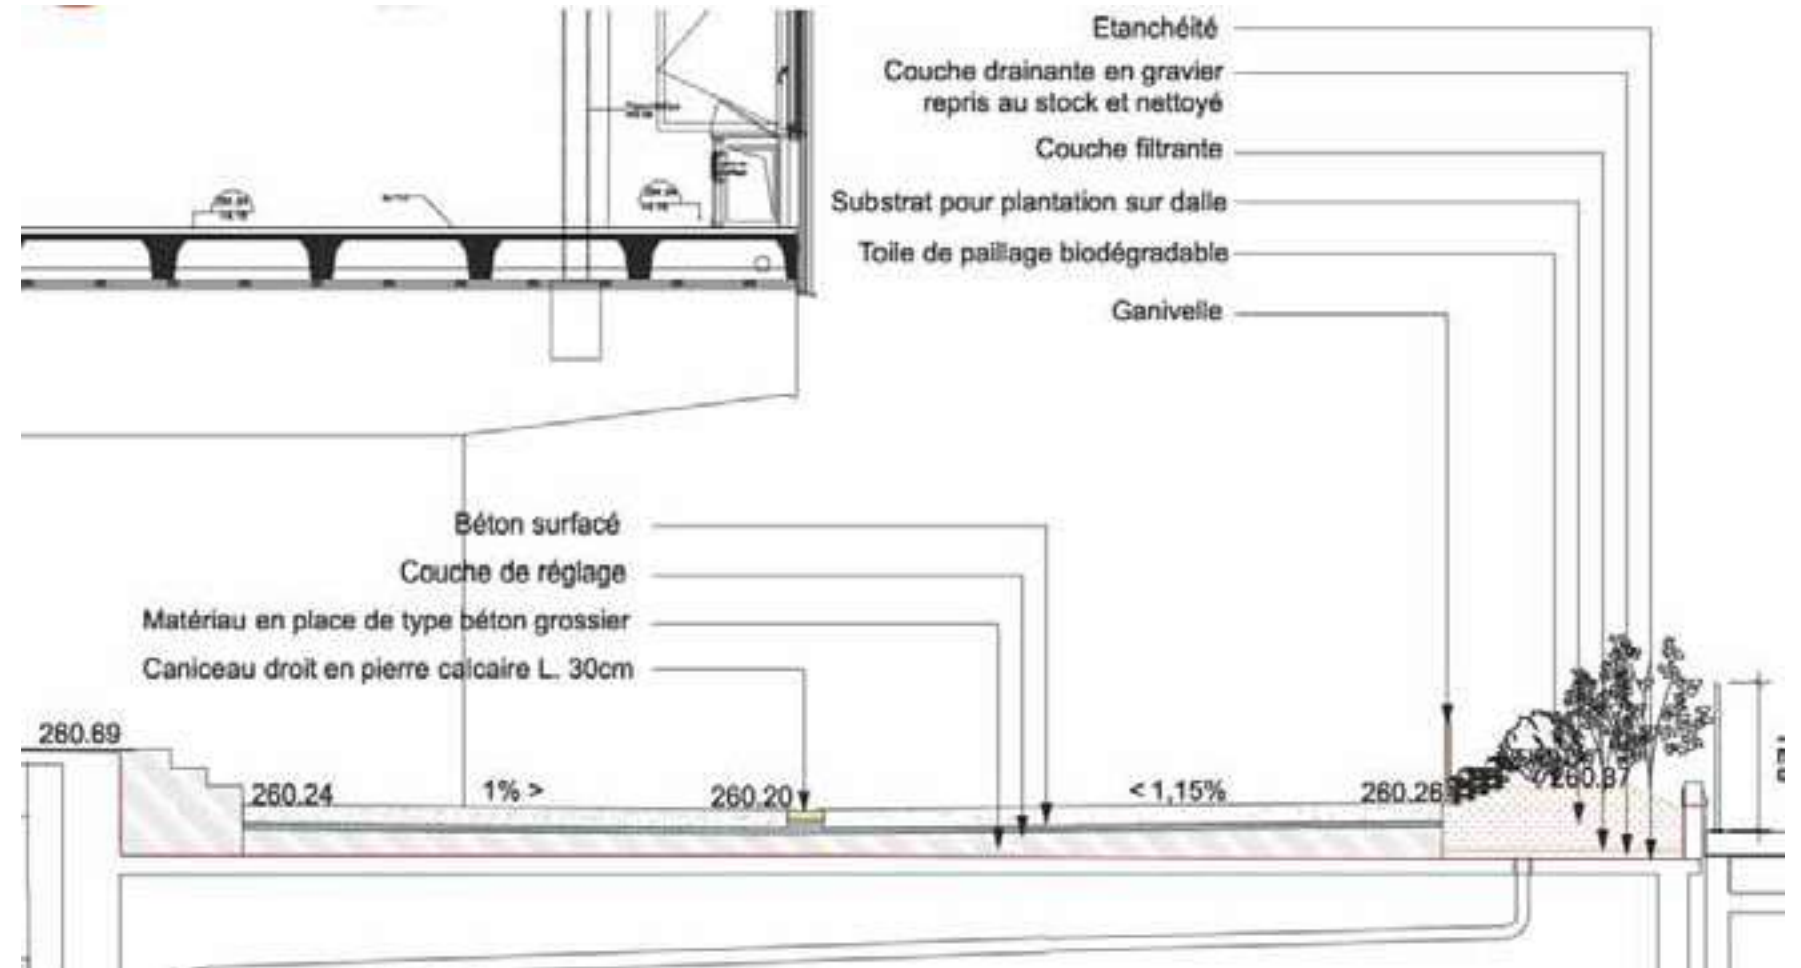 Etanchéité
Couche drainante en gravier
repris au stock et nettoyé
Couche filtrante
Substrat pour plantation sur dalle
Toile de paillage biodégradable
Ganivelle
Béton surfacé
Couche de réglage
Matériau en place de type béton grossier
Caniceau droit en pierre calcaire L. 30cm
260.69
260.24
1% >
260.20
< 1,15%
260.26
260.37